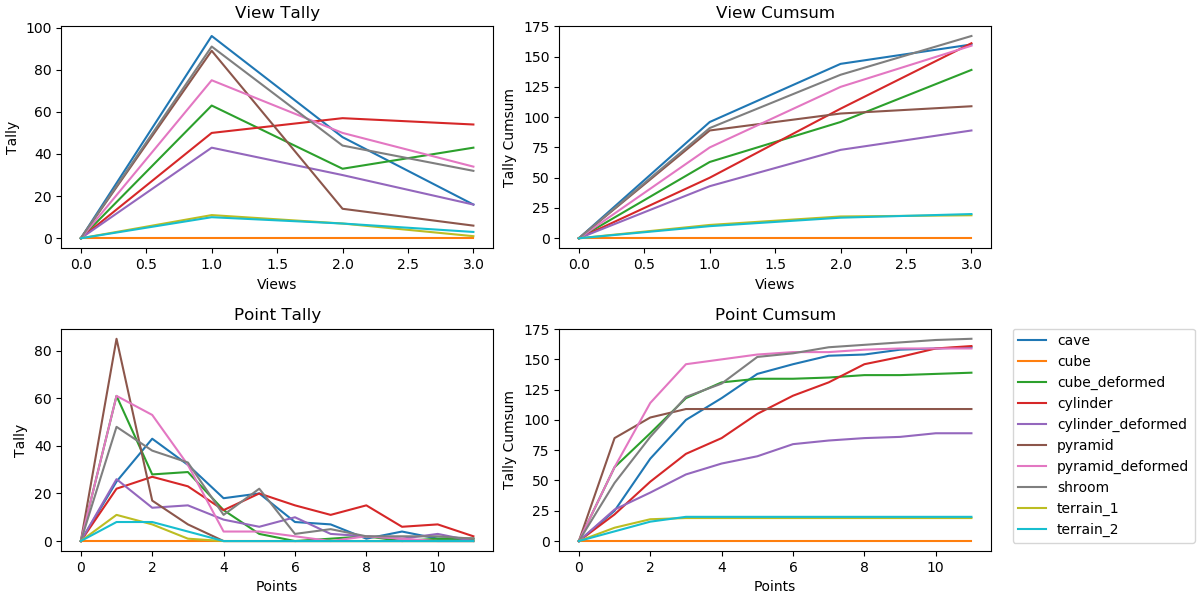 View Tally
100
80
60
40
20
0
Tally
0.0 0.5 1.0 1.5 2.0 2.5 3.0
Views
View Cumsum
175
150
125
100
75
50
25
0
Tally Cumsum
0.0 0.5 1.0 1.5 2.0 2.5 3.0
Views
Point Tally
80
60
40
20
0
Tally
0 2 4 6 8 10
Points
Point Cumsum
175
150
125
100
75
50
25
0
Tally Cumsum
0 2 4 6 8 10
Points
cave
cube
cube_deformed
cylinder
cylinder_deformed
pyramid
pyramid_deformed
shroom
terrain_1
terrain_2